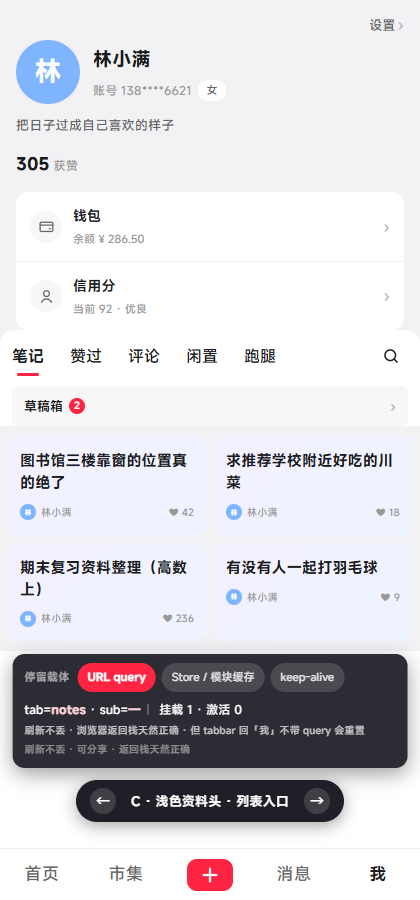 设置
林
林小满
账号 138****6621 女
把日子过成自己喜欢的样子
305 获赞
钱包
余额 ¥ 286.50
信用分
当前 92 · 优良
笔记 赞过 评论 闲置 跑腿
草稿箱 2
图书馆三楼靠窗的位置真
的绝了
林 林小满 42
求推荐学校附近好吃的川
菜
林 林小满 18
期末复习资料整理（高数
上）
林 林小满 236
有没有人一起打羽毛球
林 林小满 9
停留载体 URL query Store / 模块缓存 keep-alive
tab=notes · sub=— | 挂载 1 · 激活 0
刷新不丢 · 浏览器返回栈天然正确 · 但 tabbar 回「我」不带 query 会重置
刷新不丢 · 可分享 · 返回栈天然正确
← C · 浅色资料头 · 列表入口 →
首页 市集 + 消息 我